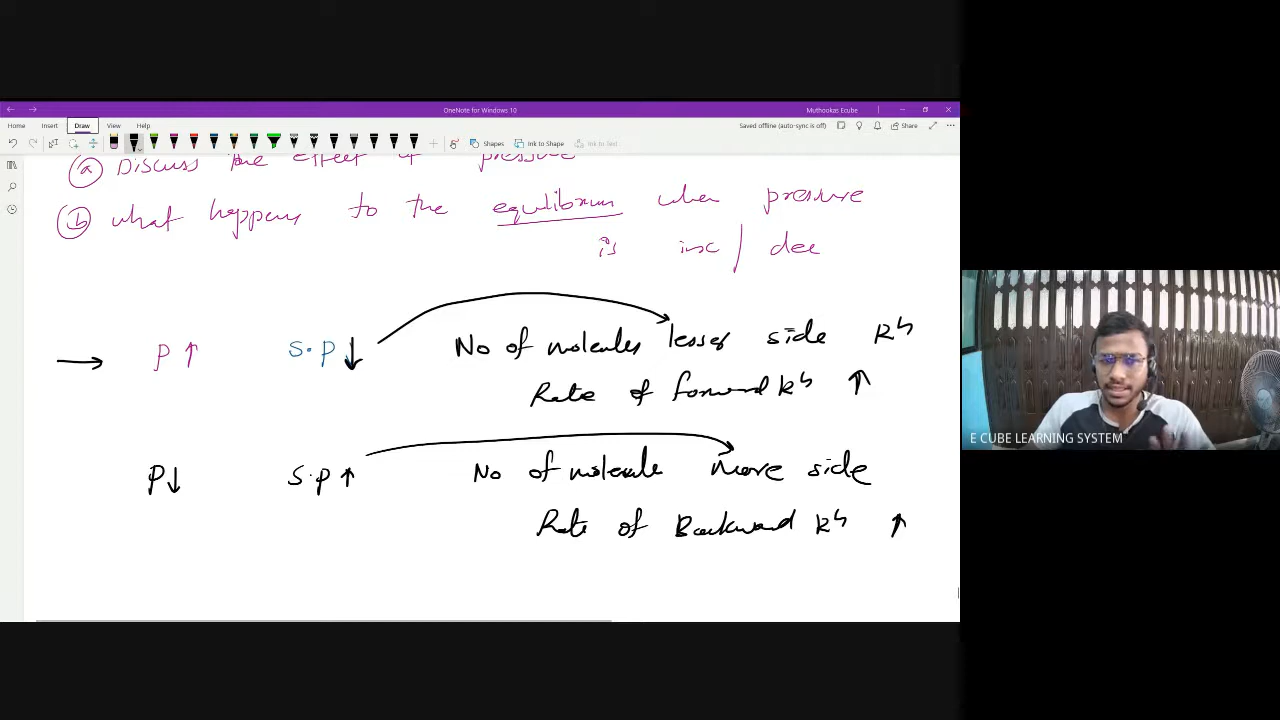 OneNote for Windows 10
Muthookas Ecube
Home Insert Draw View Help
Saved offline (auto-sync is off) Share
Shapes Ink to Shape Ink to Text
(a) Discuss the effect of pressure
(b) what happens to the equilibrium when pressure
is inc / dec
→ P ↑ S.P ↓ No of molecules lesser side
Rate of forward ↑
P ↓ S.P ↑ No of molecule more side
Rate of Backward ↑
E CUBE LEARNING SYSTEM